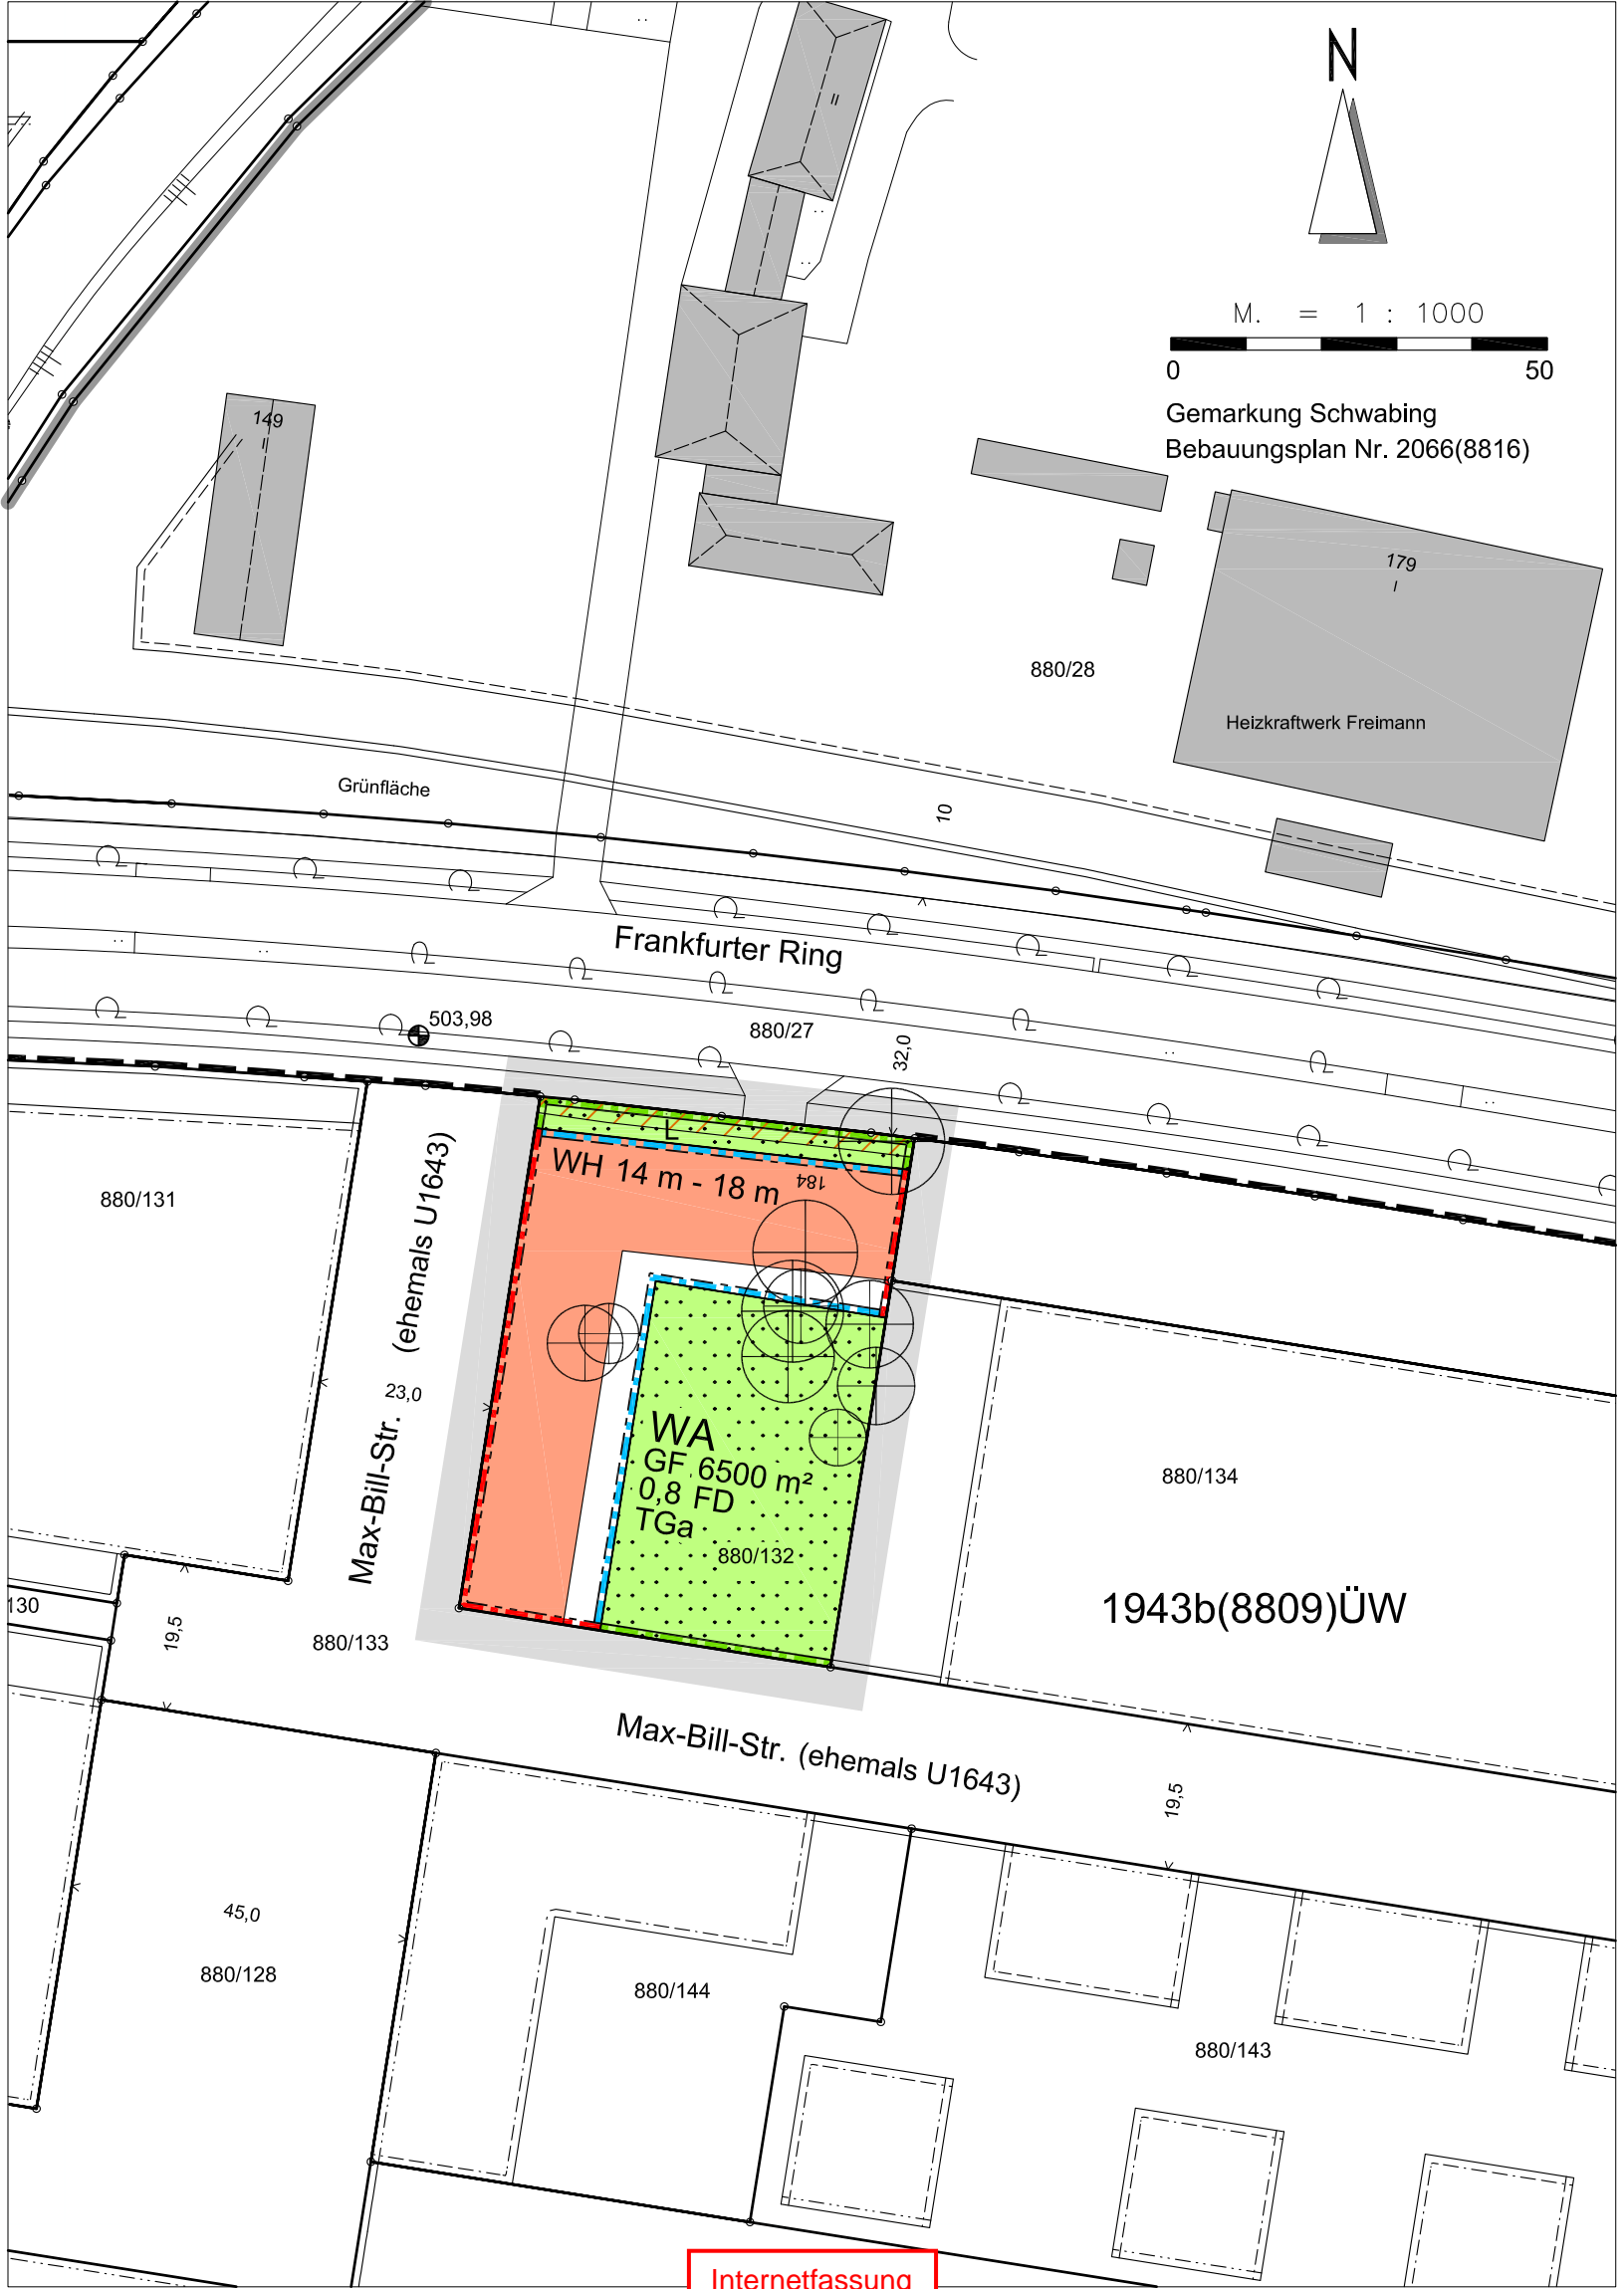 N
M. = 1 : 1000
0 50
Gemarkung Schwabing
Bebauungsplan Nr. 2066(8816)
II
149
I
179
I
880/28
Heizkraftwerk Freimann
Grünfläche
10
Frankfurter Ring
503,98
880/27
32,0
L
WH 14 m - 18 m
184
880/131
Max-Bill-Str. (ehemals U1643)
23,0
WA
GF 6500 m²
0,8 FD
TGa
880/132
880/134
1943b(8809)ÜW
130
19,5
880/133
Max-Bill-Str. (ehemals U1643)
19,5
45,0
880/128
880/144
880/143
Internetfassung